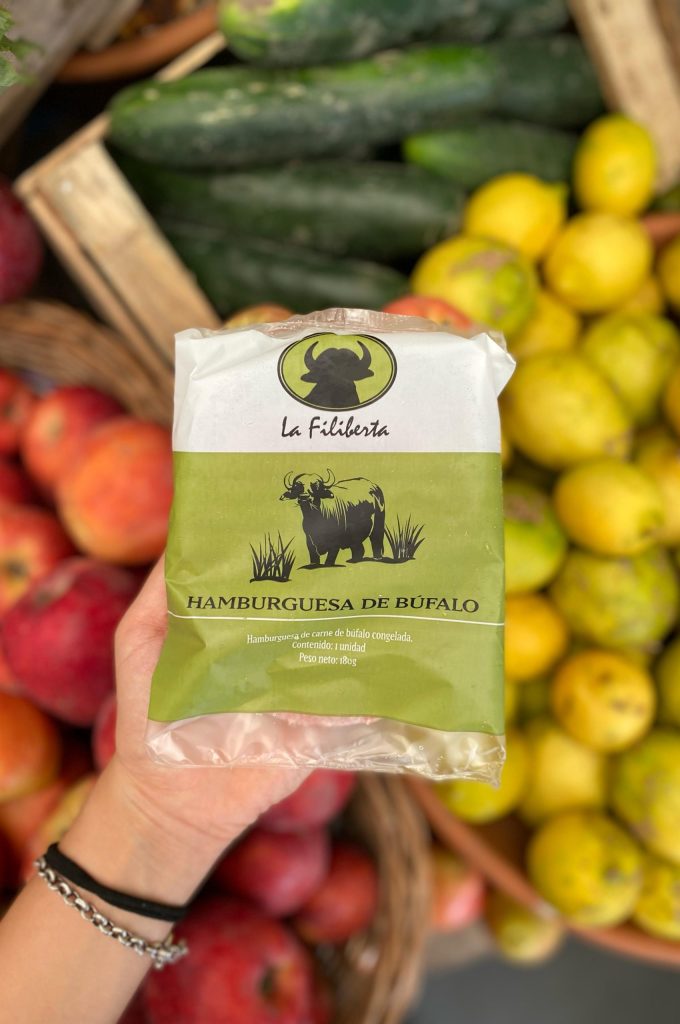 La Filiberta
HAMBURGUESA DE BÚFALO
Hamburguesa de carne de búfalo congelada.
Contenido: 1 unidad
Peso neto: 180g